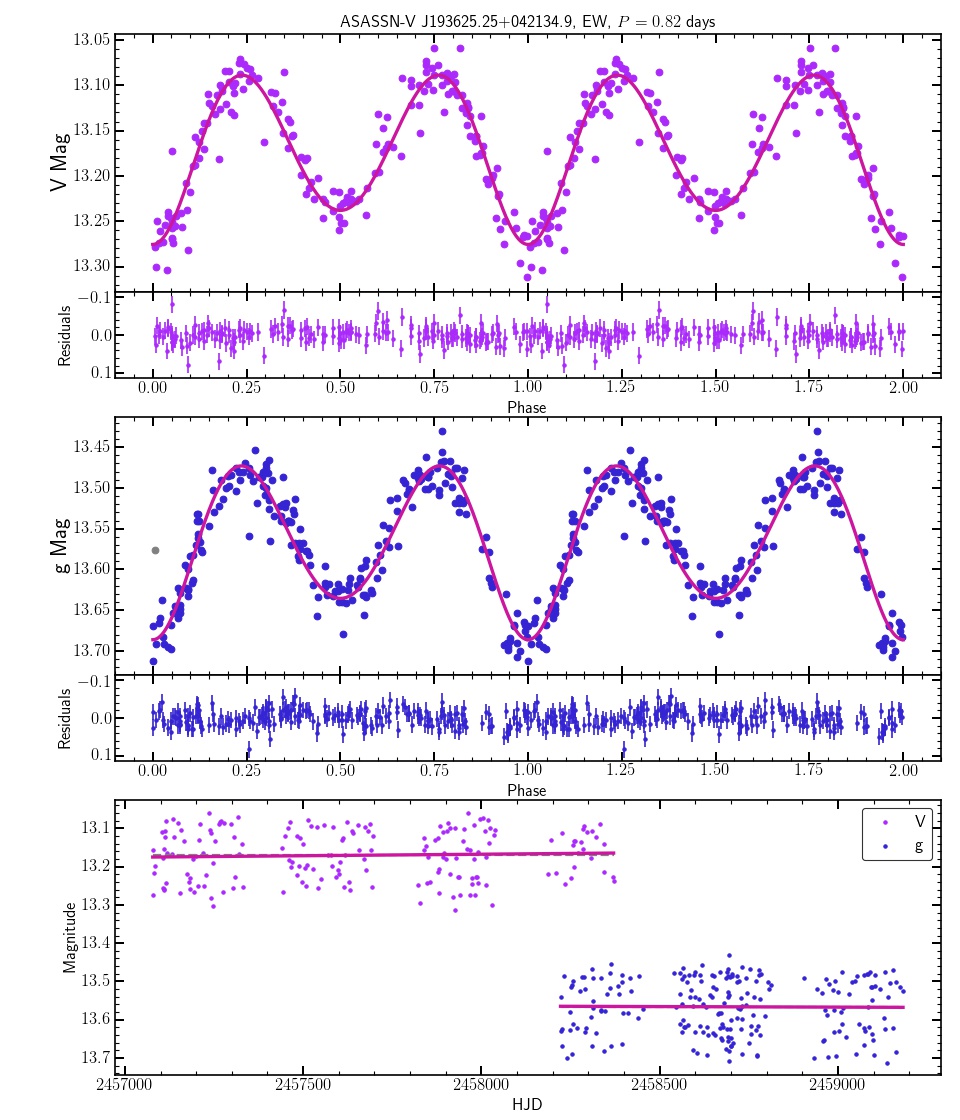 ASASSN-V J193625.25+042134.9, EW, P = 0.82 days
13.05
13.10
13.15
13.20
13.25
13.30
V Mag
−0.1
0.0
0.1
Residuals
0.00 0.25 0.50 0.75 1.00 1.25 1.50 1.75 2.00
Phase
13.45
13.50
13.55
13.60
13.65
13.70
g Mag
−0.1
0.0
0.1
Residuals
0.00 0.25 0.50 0.75 1.00 1.25 1.50 1.75 2.00
Phase
13.1
13.2
13.3
13.4
13.5
13.6
13.7
Magnitude
V
g
2457000 2457500 2458000 2458500 2459000
HJD